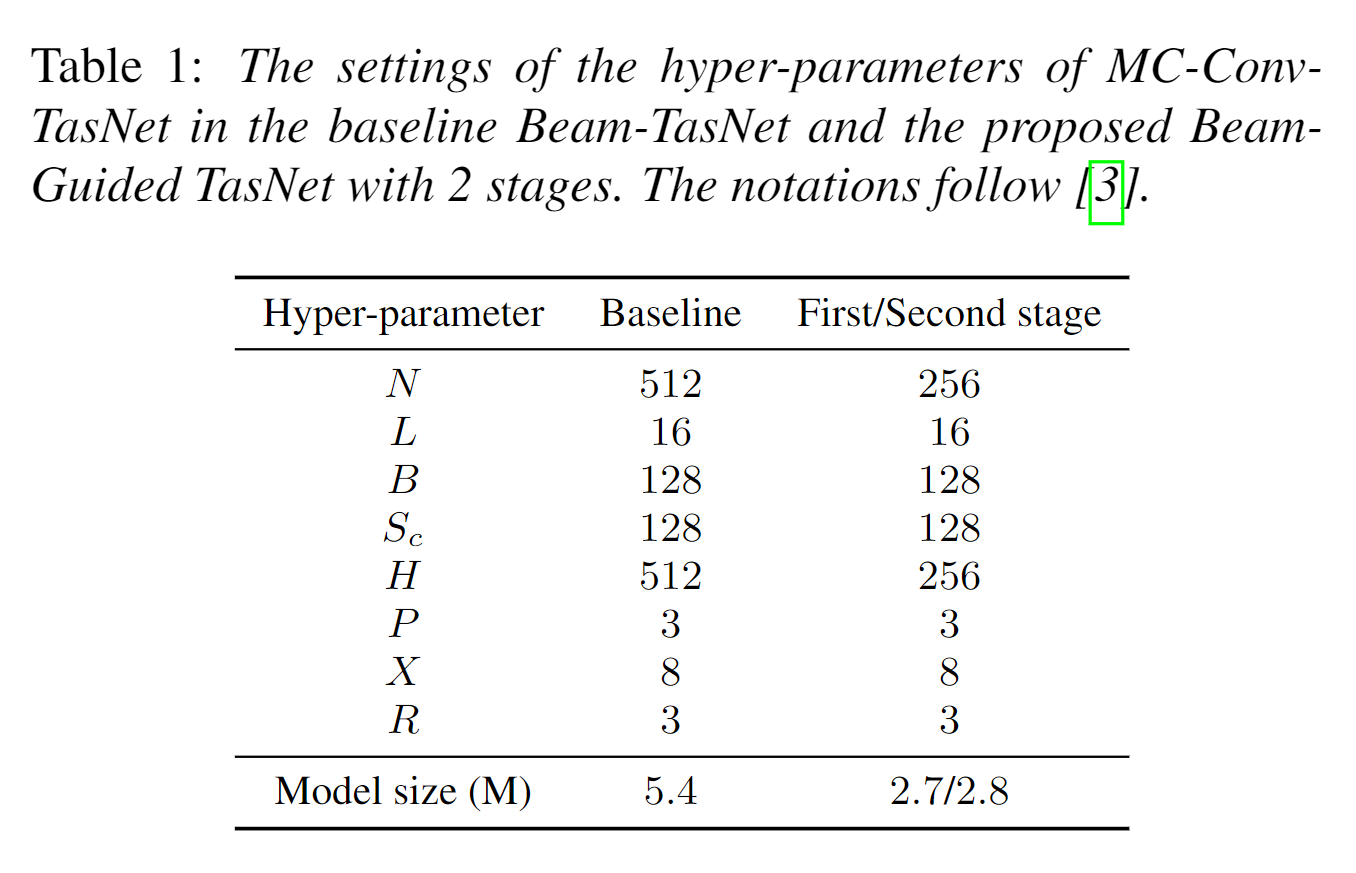 Table 1: The settings of the hyper-parameters of MC-Conv-
TasNet in the baseline Beam-TasNet and the proposed Beam-
Guided TasNet with 2 stages. The notations follow [3].
Hyper-parameter Baseline First/Second stage
N 512 256
L 16 16
B 128 128
S_c 128 128
H 512 256
P 3 3
X 8 8
R 3 3
Model size (M) 5.4 2.7/2.8